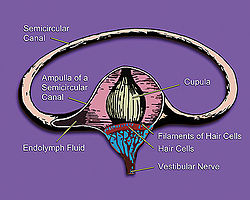 Semicircular
Canal
Ampulla of a
Semicircular
Canal
Cupula
Filaments of Hair Cells
Hair Cells
Endolymph Fluid
Vestibular Nerve